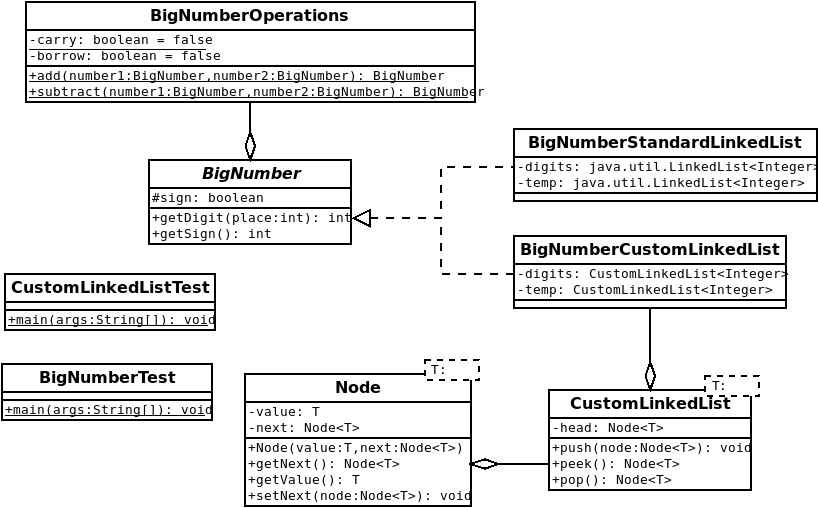 BigNumberOperations
-carry: boolean = false
-borrow: boolean = false
+add(number1:BigNumber,number2:BigNumber): BigNumber
+subtract(number1:BigNumber,number2:BigNumber): BigNumber
BigNumber
#sign: boolean
+getDigit(place:int): int
+getSign(): int
BigNumberStandardLinkedList
-digits: java.util.LinkedList<Integer>
-temp: java.util.LinkedList<Integer>
BigNumberCustomLinkedList
-digits: CustomLinkedList<Integer>
-temp: CustomLinkedList<Integer>
CustomLinkedListTest
+main(args:String[]): void
BigNumberTest
+main(args:String[]): void
T:
Node
-value: T
-next: Node<T>
+Node(value:T,next:Node<T>)
+getNext(): Node<T>
+getValue(): T
+setNext(node:Node<T>): void
T:
CustomLinkedList
-head: Node<T>
+push(node:Node<T>): void
+peek(): Node<T>
+pop(): Node<T>